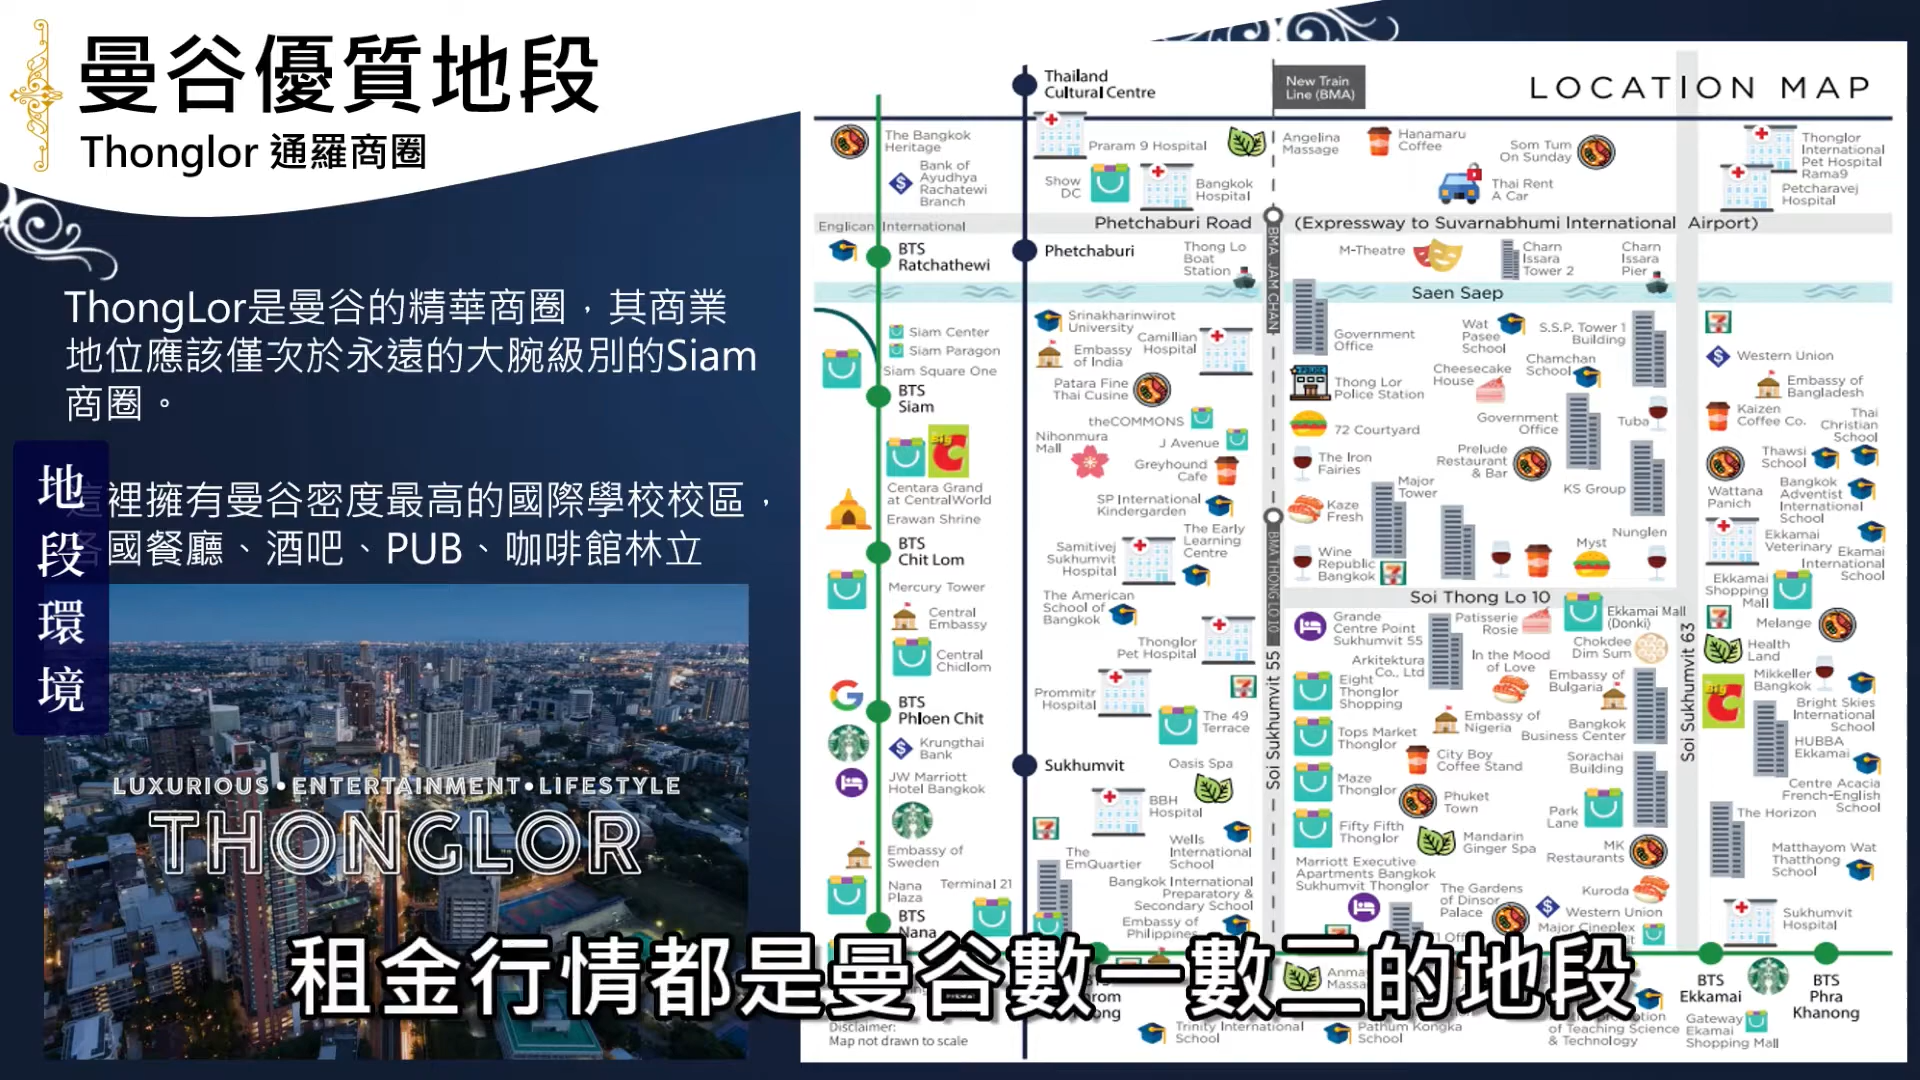 曼谷優質地段
Thonglor 通羅商圈
ThongLor是曼谷的精華商圈，其商業
地位應該僅次於永遠的大腕級別的Siam
商圈。
這裡擁有曼谷密度最高的國際學校校區，
各國餐廳、酒吧、PUB、咖啡館林立
地
段
環
境
LUXURIOUS•ENTERTAINMENT•LIFESTYLE
THONGLOR
LOCATION MAP
Thailand
Cultural Centre
New Train
Line (BMA)
The Bangkok
Heritage
Bank of
Ayudhya
Rachatewi
Branch
Praram 9 Hospital
Show
DC
Bangkok
Hospital
Angelina
Massage
Hanamaru
Coffee
Som Tum
On Sunday
Thai Rent
A Car
Thonglor
International
Pet Hospital
Rama9
Petcharavej
Hospital
Phetchaburi Road
(Expressway to Suvarnabhumi International Airport)
Englican International
BTS
Ratchathewi
Phetchaburi
Thong Lo
Boat
Station
M-Theatre
Charn
Issara
Tower 2
Charn
Issara
Pier
Saen Saep
BMA JAM CHAN
Siam Center
Siam Paragon
Siam Square One
BTS
Siam
Big
C
Centara Grand
at CentralWorld
Erawan Shrine
BTS
Chit Lom
Mercury Tower
Central
Embassy
Central
Chidlom
BTS
Phloen Chit
Krungthai
Bank
JW Marriott
Hotel Bangkok
Embassy of
Sweden
Nana
Plaza
Terminal 21
BTS
Nana
Srinakharinwirot
University
Embassy
of India
Camillian
Hospital
Patara Fine
Thai Cusine
theCOMMONS
Nihonmura
Mall
J Avenue
Greyhound
Cafe
SP International
Kindergarden
The Early
Learning
Centre
Samitivej
Sukhumvit
Hospital
The American
School of
Bangkok
Thonglor
Pet Hospital
Prommitr
Hospital
The 49
Terrace
Sukhumvit
Oasis Spa
BBH
Hospital
Wells
International
School
The
EmQuartier
Bangkok International
Preparatory &
Secondary School
Embassy of
Philippines
BMA THONG LO 10
Soi Sukhumvit 55
Government
Office
Wat
Pasee
School
S.S.P. Tower 1
Building
Chamchan
School
Thong Lor
Police Station
Cheesecake
House
72 Courtyard
Government
Office
Tuba
The Iron
Fairies
Prelude
Restaurant
& Bar
Major
Tower
KS Group
Kaze
Fresh
Nunglen
Wine
Republic
Bangkok
Myst
Soi Thong Lo 10
Grande
Centre Point
Sukhumvit 55
Patisserie
Rosie
Ekkamai Mall
(Donki)
Chokdee
Dim Sum
Arkitektura
Co., Ltd
In the Mood
of Love
Eight
Thonglor
Shopping
Embassy of
Bulgaria
Tops Market
Thonglor
Embassy of
Nigeria
Bangkok
Business Center
City Boy
Coffee Stand
Sorachai
Building
Maze
Thonglor
Phuket
Town
Park
Lane
Fifty Fifth
Thonglor
Mandarin
Ginger Spa
MK
Restaurants
Marriott Executive
Apartments Bangkok
Sukhumvit Thonglor
The Gardens
of Dinsor
Palace
Kuroda
Western Union
Major Cineplex
Soi Sukhumvit 63
Western Union
Embassy of
Bangladesh
Kaizen
Coffee Co.
Thai
Christian
School
Thawsi
School
Wattana
Panich
Bangkok
Adventist
International
School
Ekkamai
Veterinary
Ekamai
International
School
Ekkamai
Shopping
Mall
Melange
Health
Land
Mikkeller
Bangkok
Big
C
Bright Skies
International
School
HUBBA
Ekkamai
Centre Acacia
French-English
School
The Horizon
Matthayom Wat
Thatthong
School
Sukhumvit
Hospital
BTS
Ekkamai
BTS
Phra
Khanong
Gateway
Ekamai
Shopping Mall
Disclaimer:
Map not drawn to scale
Trinity International
School
Pathum Kongka
School
of Teaching Science
& Technology
租金行情都是曼谷數一數二的地段